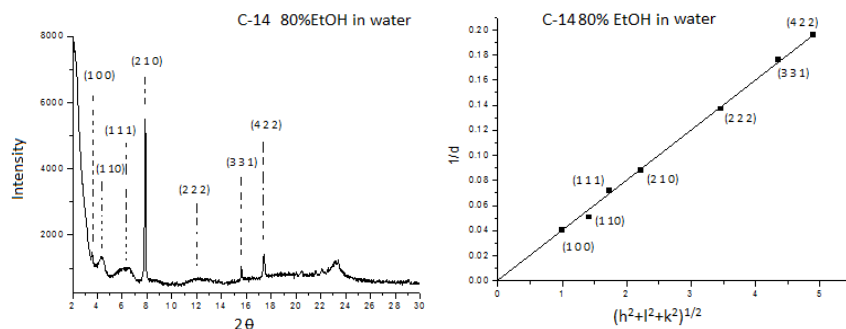 C-14 80%EtOH in water
8000
6000
4000
2000
Intensity
(1 0 0)
(1 1 0)
(1 1 1)
(2 1 0)
(2 2 2)
(3 3 1)
(4 2 2)
2 4 6 8 10 12 14 16 18 20 22 24 26 28 30
2θ
C-14 80% EtOH in water
0.20
0.18
0.16
0.14
0.12
0.10
0.08
0.06
0.04
0.02
0.00
1/d
(4 2 2)
(3 3 1)
(2 2 2)
(1 1 1)
(2 1 0)
(1 1 0)
(1 0 0)
0 1 2 3 4 5
(h²+l²+k²)¹/²